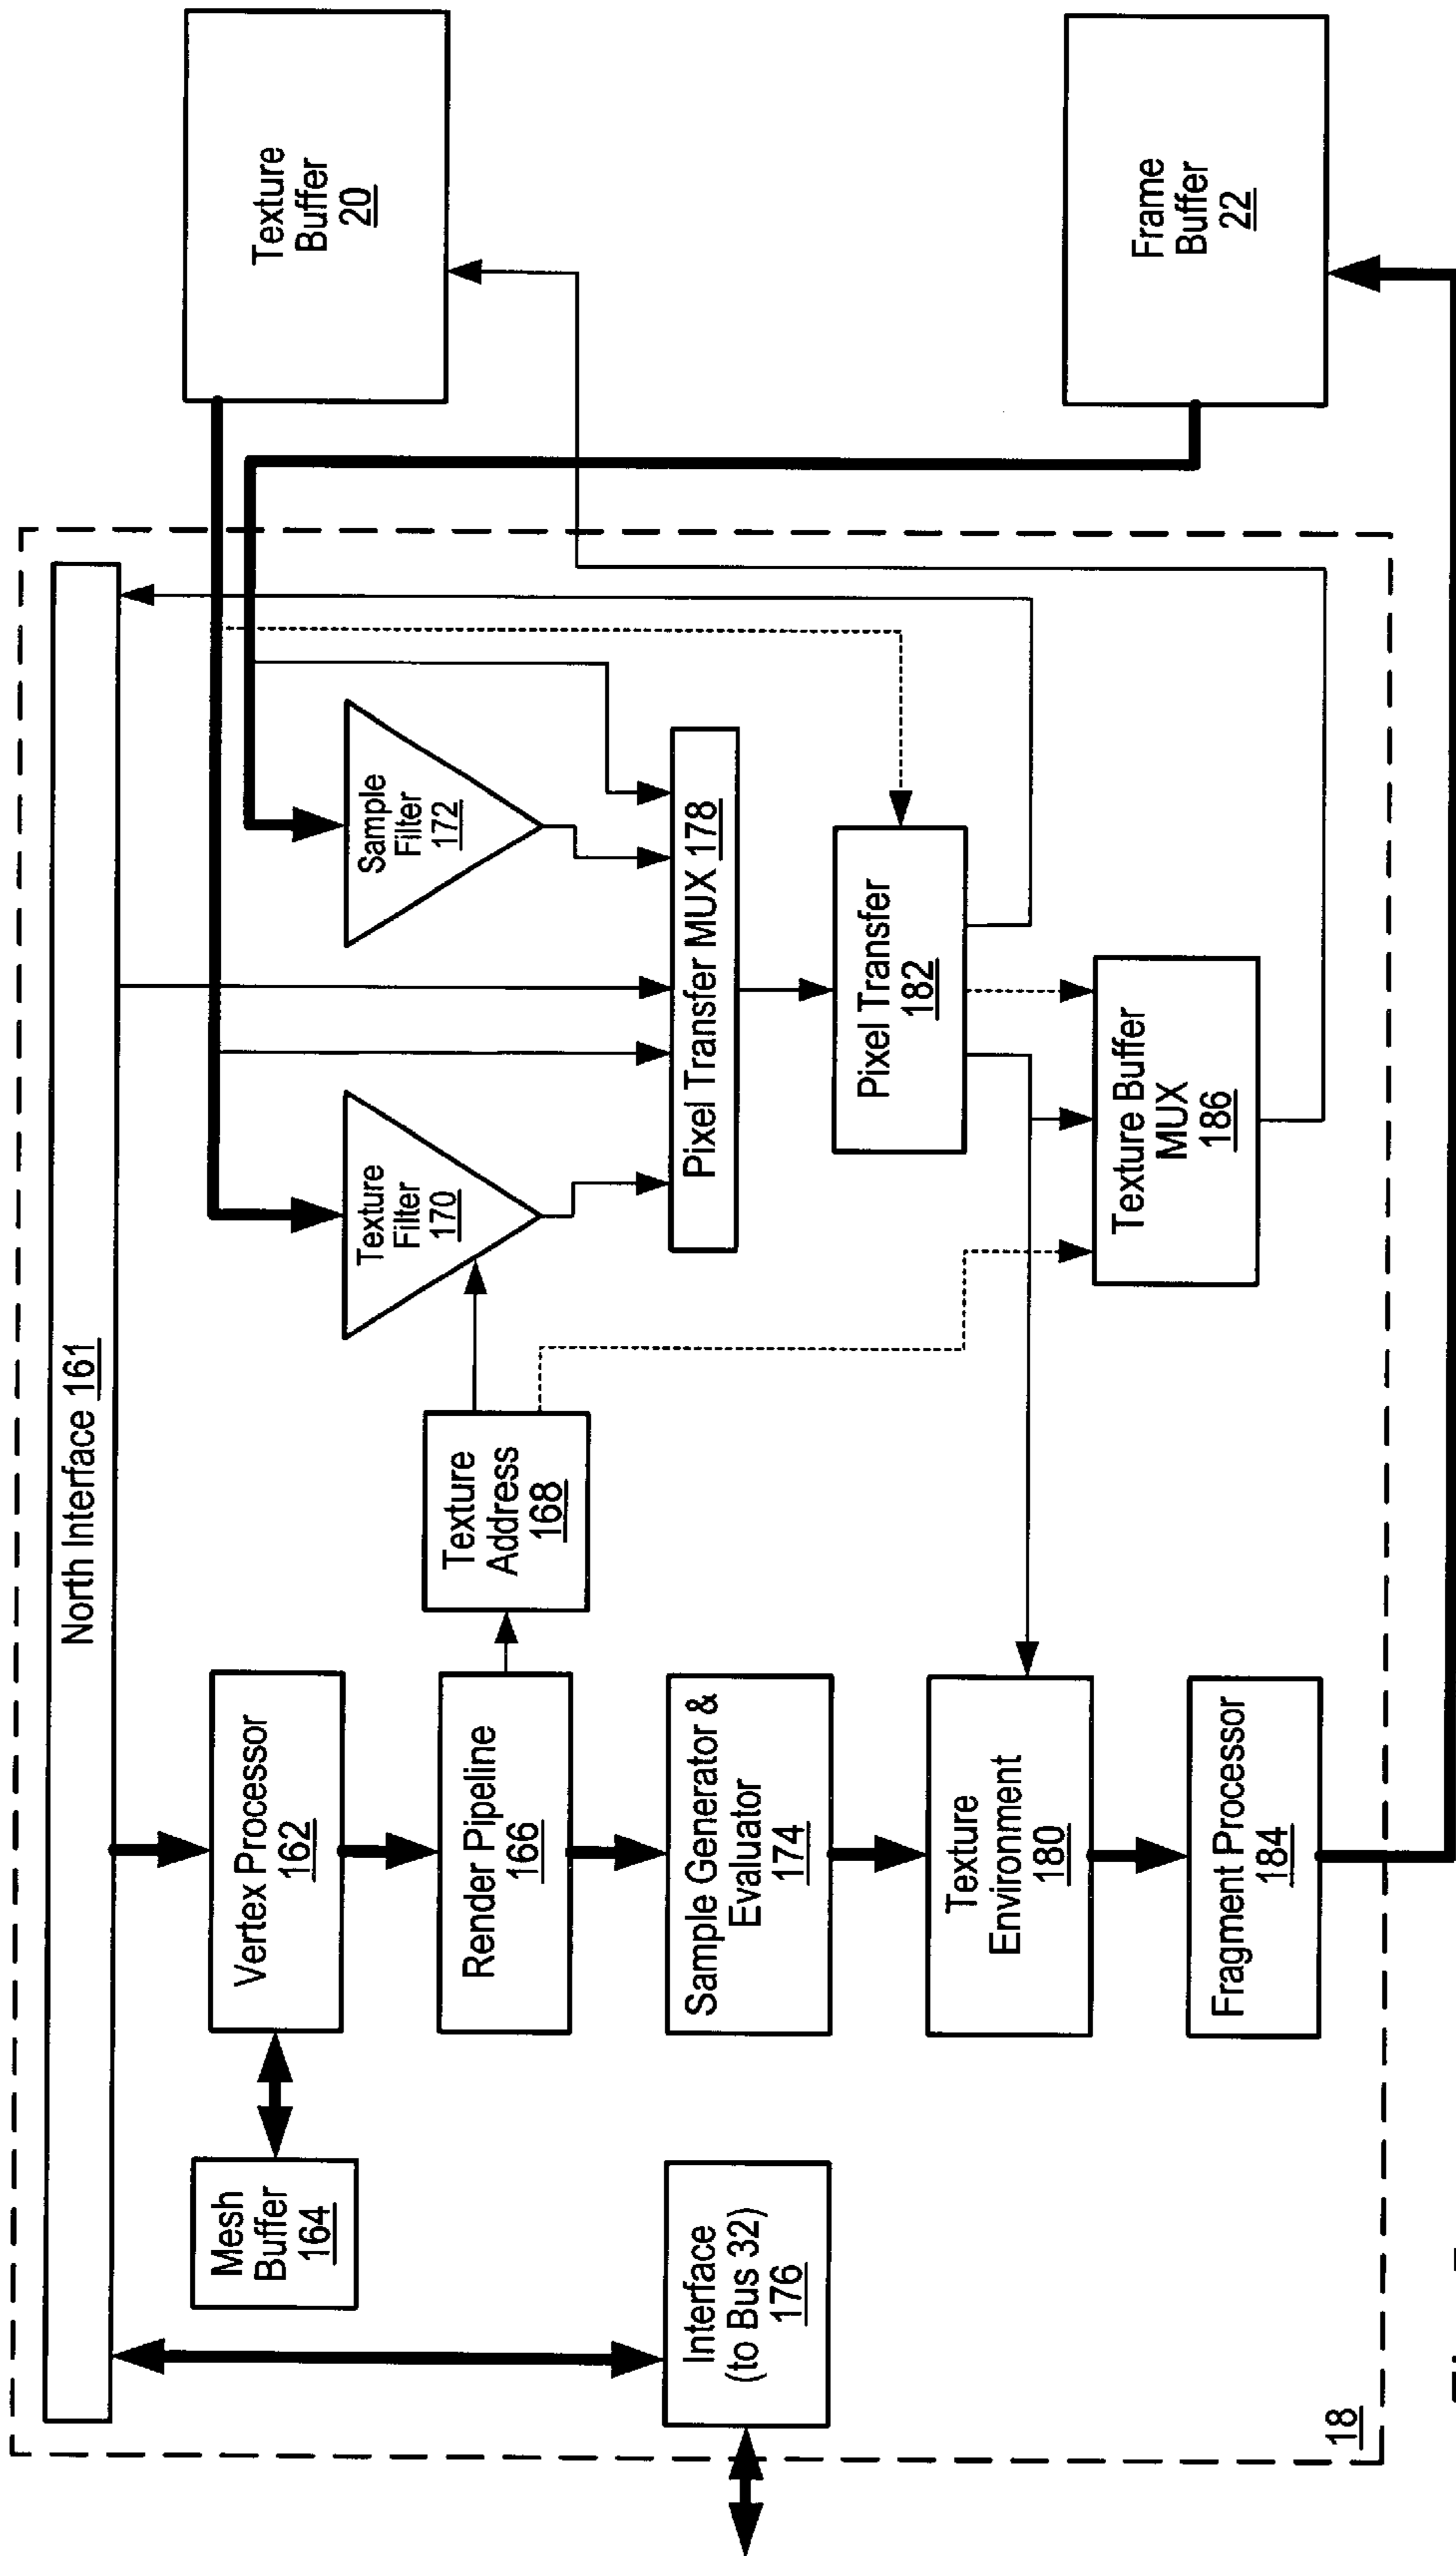 North Interface 161
Mesh
Buffer
164
Vertex Processor
162
Texture
Buffer
20
Render Pipeline
166
Texture
Address
168
Texture
Filter
170
Sample
Filter
172
Interface
(to Bus 32)
176
Sample Generator &
Evaluator
174
Pixel Transfer MUX 178
Pixel Transfer
182
Texture
Environment
180
Texture Buffer
MUX
186
Frame
Buffer
22
Fragment Processor
184
18